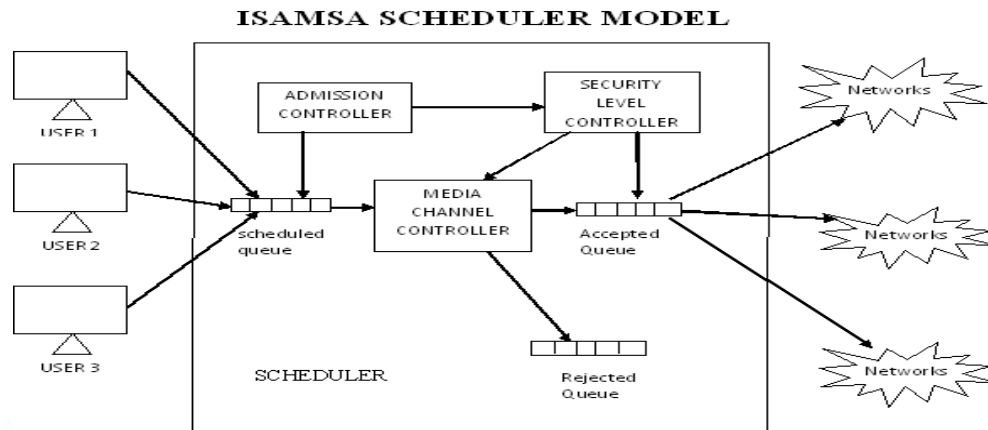 ISAMSA SCHEDULER MODEL
USER 1
USER 2
USER 3
ADMISSION
CONTROLLER
SECURITY
LEVEL
CONTROLLER
scheduled
queue
MEDIA
CHANNEL
CONTROLLER
Accepted
Queue
Rejected
Queue
SCHEDULER
Networks
Networks
Networks